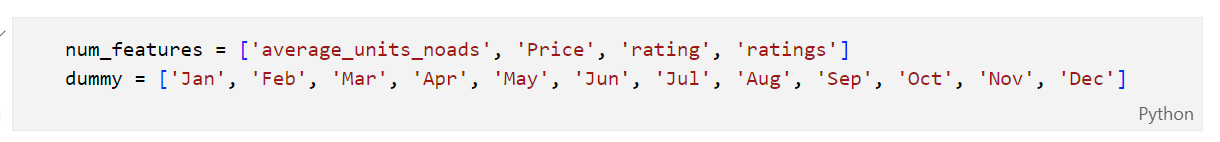 num_features = ['average_units_noads', 'Price', 'rating', 'ratings']
dummy = ['Jan', 'Feb', 'Mar', 'Apr', 'May', 'Jun', 'Jul', 'Aug', 'Sep', 'Oct', 'Nov', 'Dec']
Python